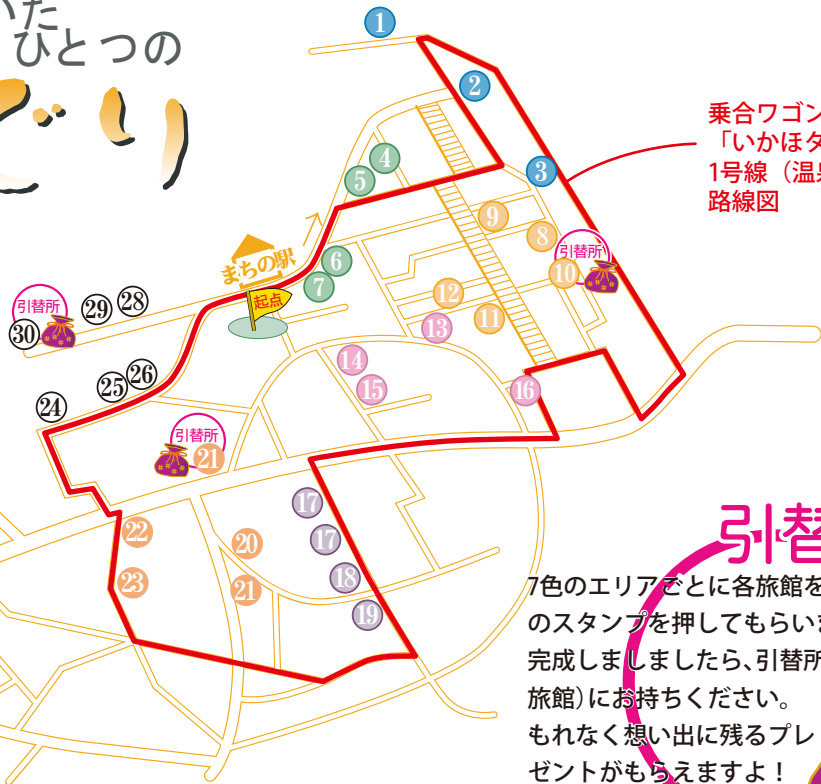 いた
ひとつの
ぐり
乗合ワゴン
「いかほタ
1号線（温泉
路線図
1
2
3
4
5
6
7
8
9
引替所
10
11
12
13
14
15
16
まちの駅
起点
引替所
30
29
28
26
25
24
引替所
21
22
23
20
21
17
17
18
19
引替
7色のエリアごとに各旅館を
のスタンプを押してもらいま
完成しましましたら、引替所
旅館)にお持ちください。
もれなく想い出に残るプレ
ゼントがもらえますよ！